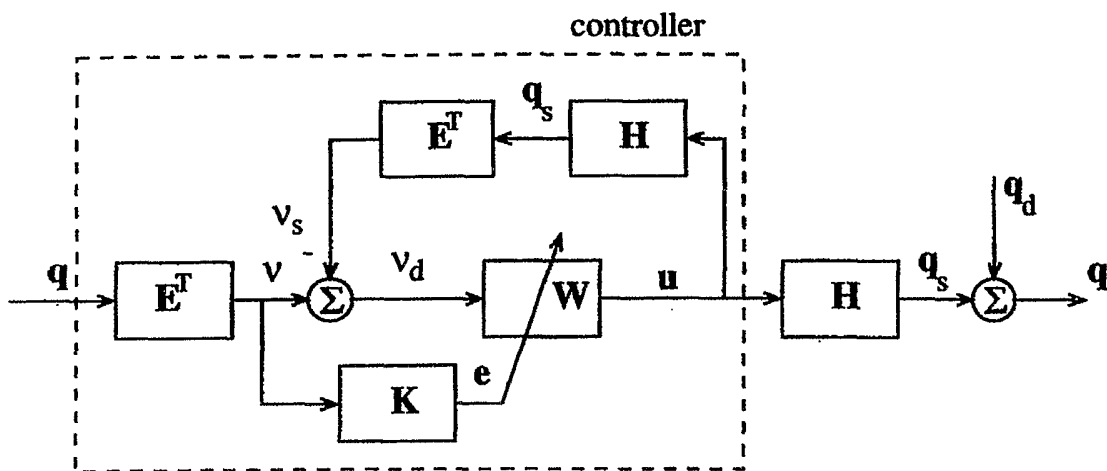 controller
q_s
E^T
H
ν_s
-
q_d
q
ν
ν_d
u
q_s
q
E^T
Σ
W
H
Σ
e
K